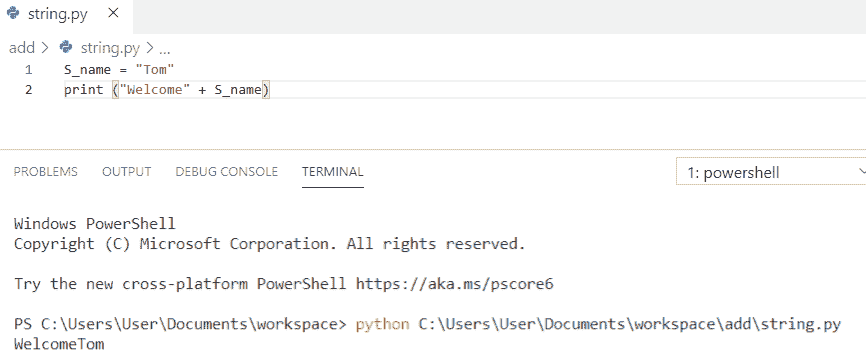 string.py ×
add > string.py > ...
1 S_name = "Tom"
2 print ("Welcome" + S_name)
PROBLEMS OUTPUT DEBUG CONSOLE TERMINAL 1: powershell
Windows PowerShell
Copyright (C) Microsoft Corporation. All rights reserved.
Try the new cross-platform PowerShell https://aka.ms/pscore6
PS C:\Users\User\Documents\workspace> python C:\Users\User\Documents\workspace\add\string.py
WelcomeTom